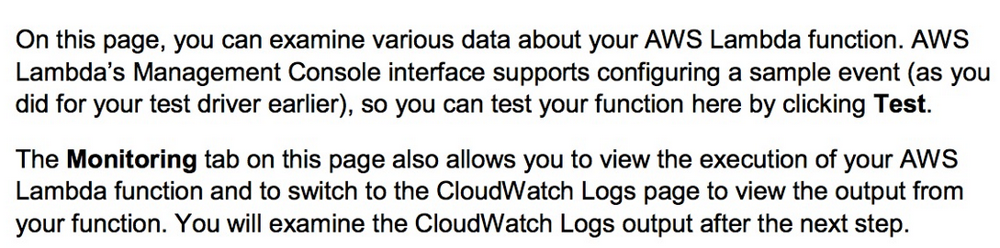 On this page, you can examine various data about your AWS Lambda function. AWS
Lambda’s Management Console interface supports configuring a sample event (as you
did for your test driver earlier), so you can test your function here by clicking Test.
The Monitoring tab on this page also allows you to view the execution of your AWS
Lambda function and to switch to the CloudWatch Logs page to view the output from
your function. You will examine the CloudWatch Logs output after the next step.